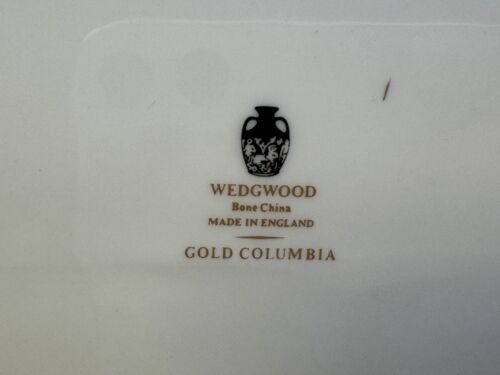 WEDGWOOD
Bone China
MADE IN ENGLAND
GOLD COLUMBIA